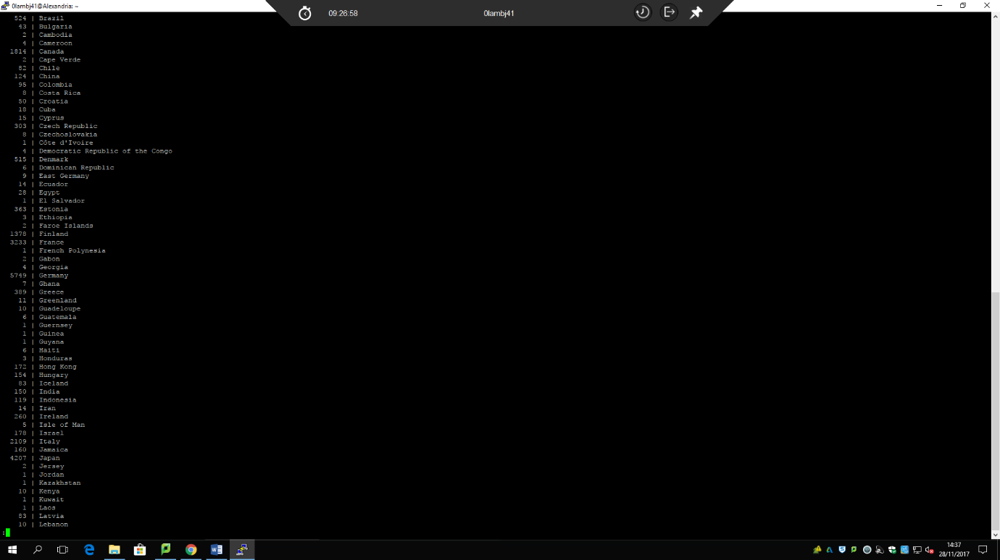 0lambj41@Alexandria: ~
09:26:58
0lambj41
524 | Brazil
43 | Bulgaria
2 | Cambodia
4 | Cameroon
1814 | Canada
2 | Cape Verde
82 | Chile
124 | China
95 | Colombia
8 | Costa Rica
50 | Croatia
18 | Cuba
15 | Cyprus
303 | Czech Republic
8 | Czechoslovakia
1 | Côte d'Ivoire
4 | Democratic Republic of the Congo
515 | Denmark
6 | Dominican Republic
9 | East Germany
14 | Ecuador
28 | Egypt
1 | El Salvador
363 | Estonia
3 | Ethiopia
2 | Faroe Islands
1378 | Finland
3233 | France
1 | French Polynesia
2 | Gabon
4 | Georgia
5749 | Germany
7 | Ghana
389 | Greece
11 | Greenland
10 | Guadeloupe
6 | Guatemala
1 | Guernsey
1 | Guinea
1 | Guyana
6 | Haiti
3 | Honduras
172 | Hong Kong
154 | Hungary
83 | Iceland
150 | India
119 | Indonesia
14 | Iran
260 | Ireland
5 | Isle of Man
178 | Israel
2109 | Italy
160 | Jamaica
4207 | Japan
2 | Jersey
1 | Jordan
1 | Kazakhstan
10 | Kenya
1 | Kuwait
1 | Laos
83 | Latvia
10 | Lebanon
:
14:37
28/11/2017